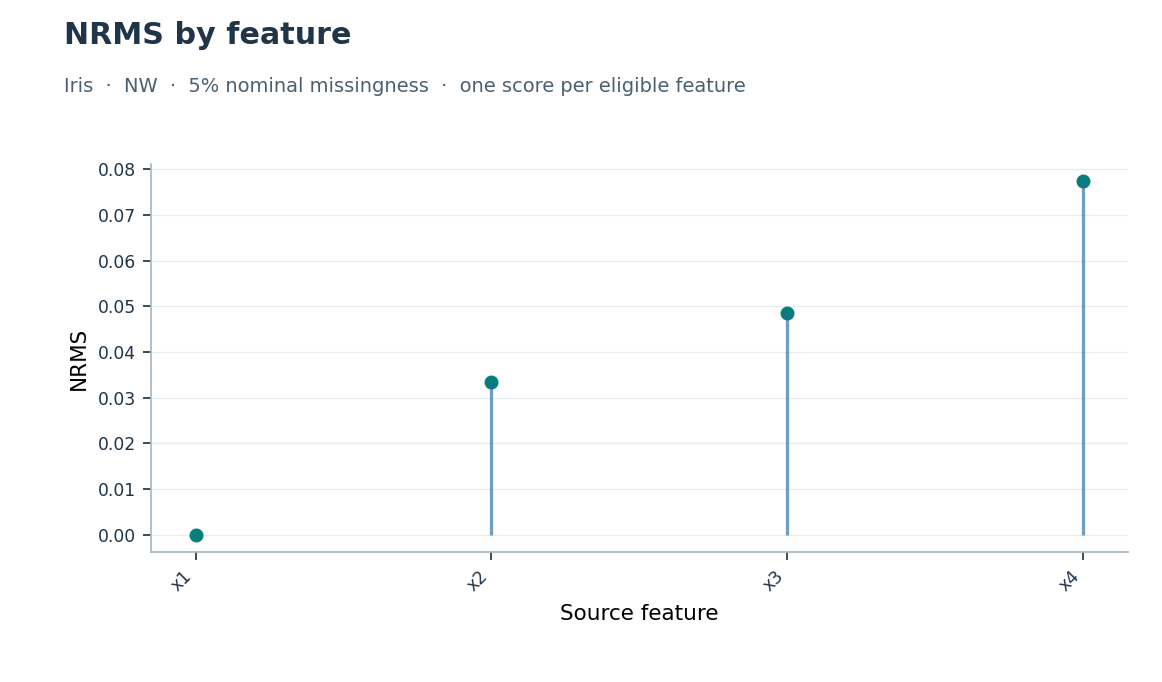 NRMS by feature
Iris · NW · 5% nominal missingness · one score per eligible feature
0.08
0.07
0.06
0.05
0.04
0.03
0.02
0.01
0.00
NRMS
x1
x2
x3
x4
Source feature